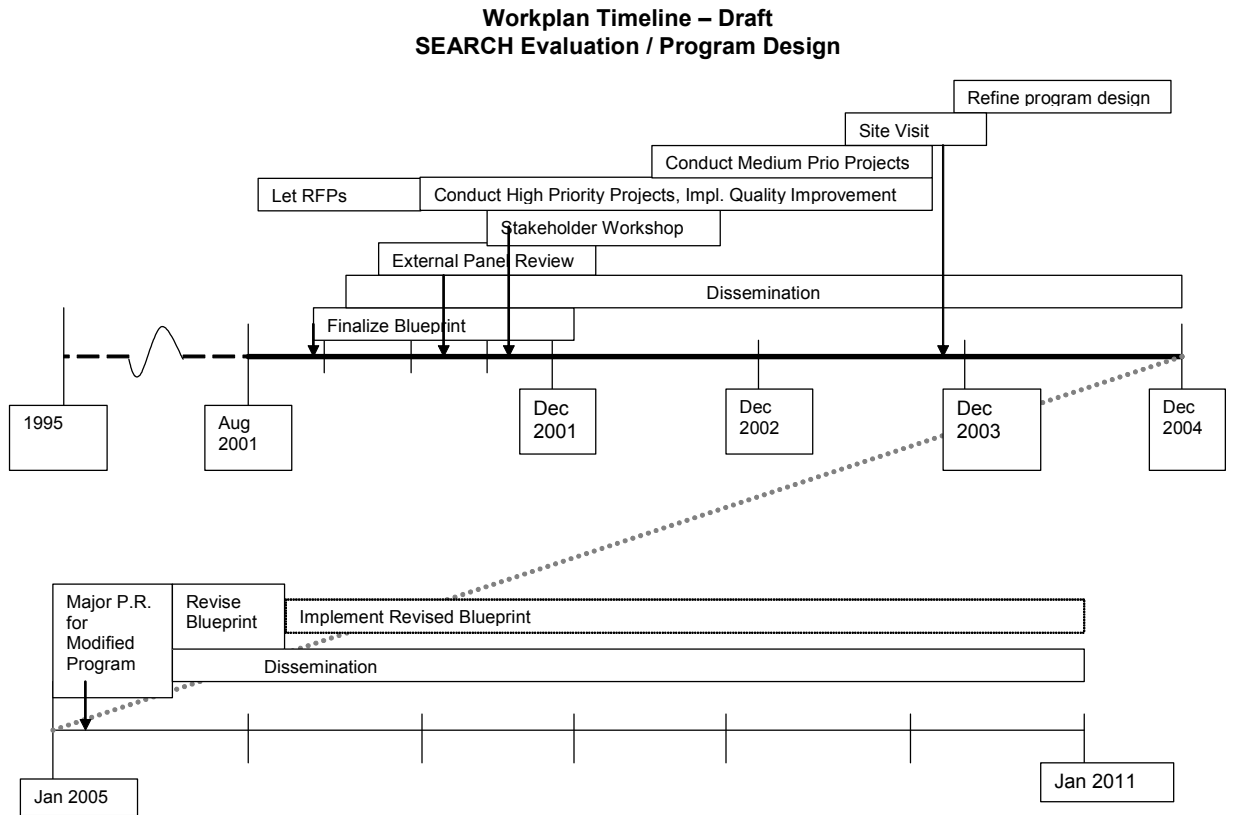 Workplan Timeline – Draft
SEARCH Evaluation / Program Design
Refine program design
Site Visit
Conduct Medium Prio Projects
Let RFPs
Conduct High Priority Projects, Impl. Quality Improvement
Stakeholder Workshop
External Panel Review
Dissemination
Finalize Blueprint
1995
Aug
2001
Dec
2001
Dec
2002
Dec
2003
Dec
2004
Major P.R.
for
Modified
Program
Revise
Blueprint
Implement Revised Blueprint
Dissemination
Jan 2005
Jan 2011